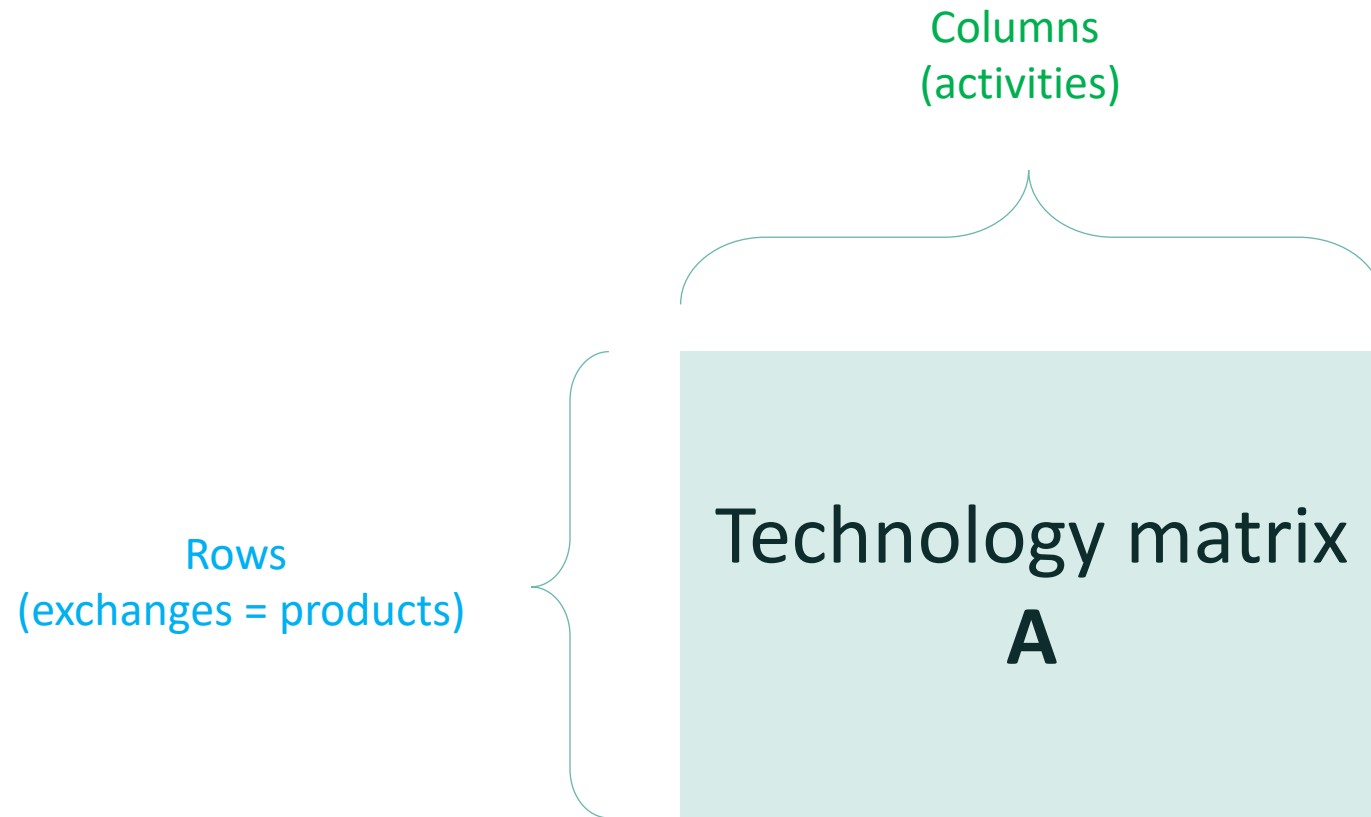 Columns
(activities)
Rows
(exchanges = products)
Technology matrix
A